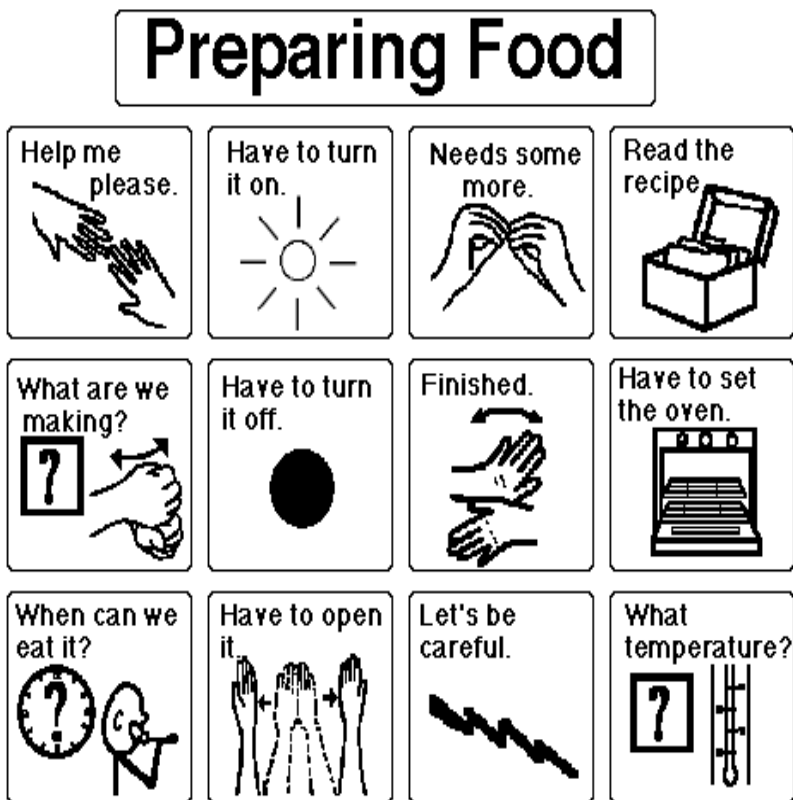 Preparing Food
Help me
please.
Have to turn
it on.
Needs some
more.
Read the
recipe.
What are we
making?
?
Have to turn
it off.
Finished.
Have to set
the oven.
When can we
eat it?
?
Have to open
it.
Let's be
careful.
What
temperature?
?